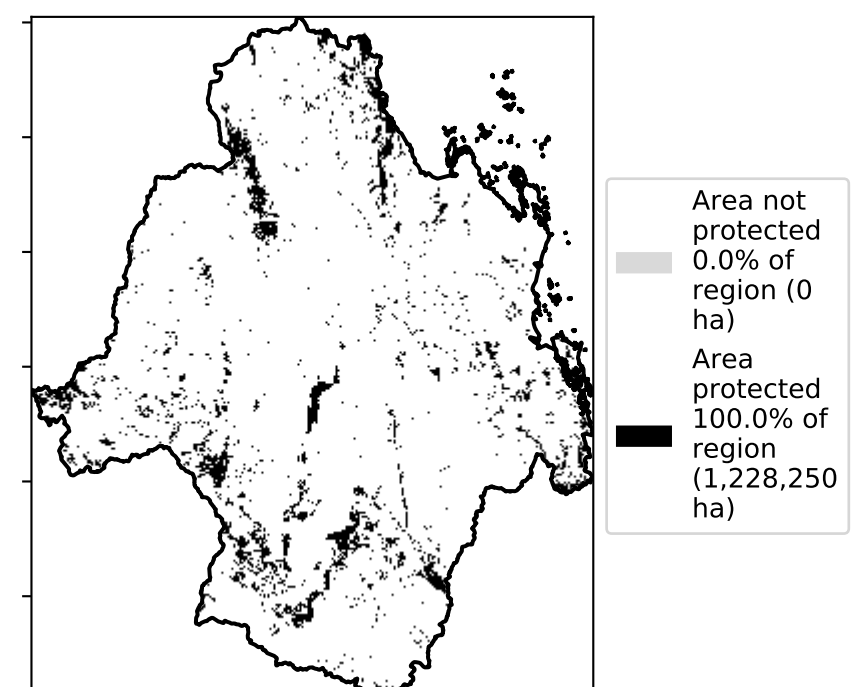 Area not
protected
0.0% of
region (0
ha)
Area
protected
100.0% of
region
(1,228,250
ha)